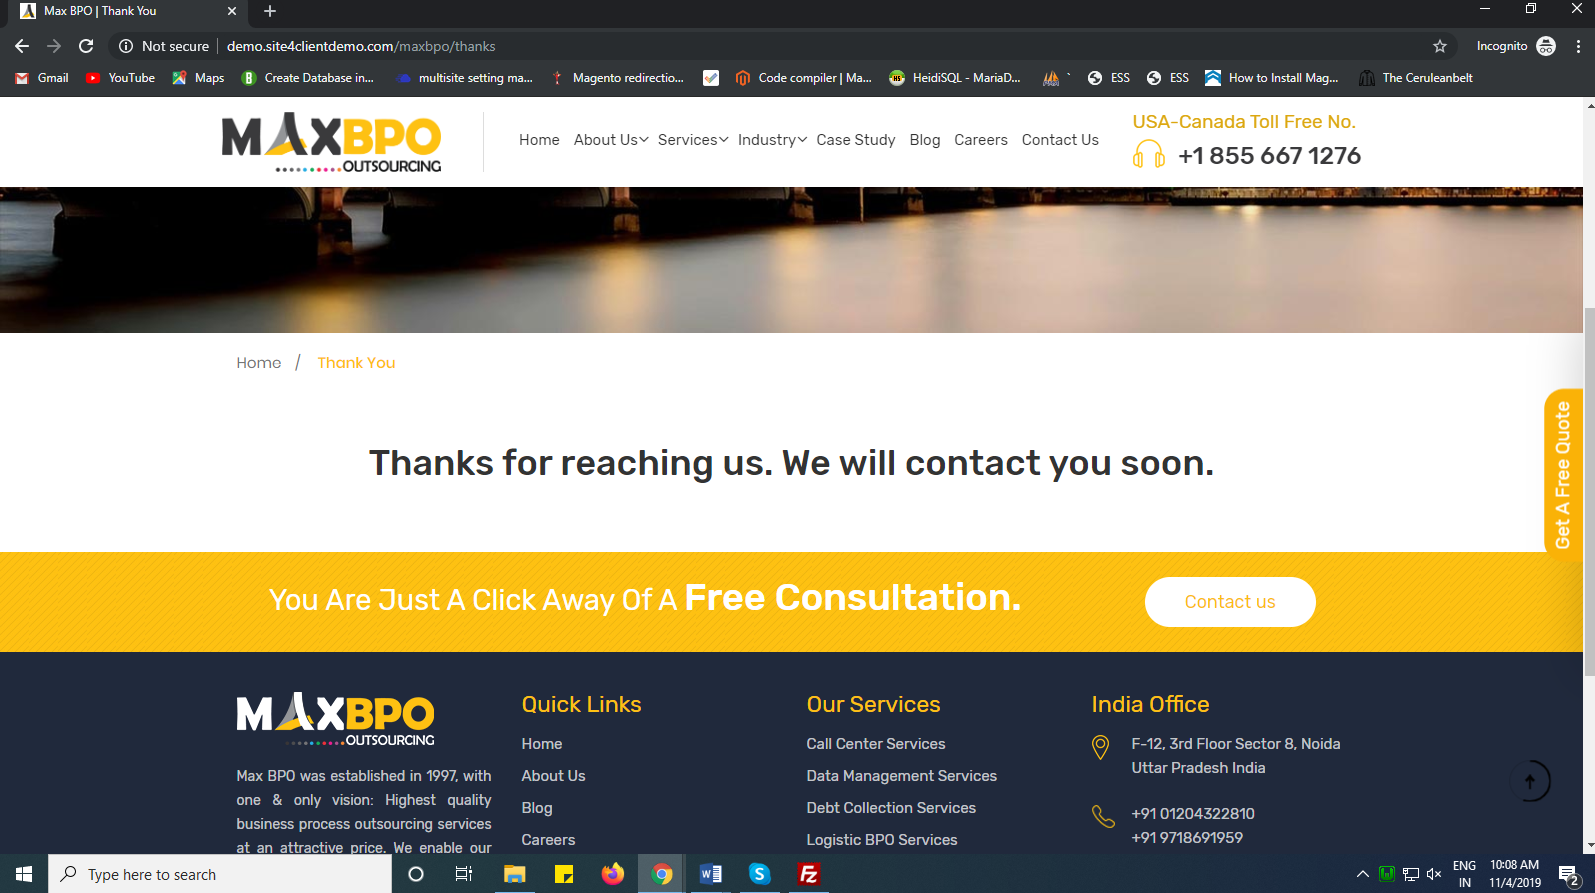 Max BPO | Thank You
Not secure
demo.site4clientdemo.com/maxbpo/thanks
Incognito
Gmail
YouTube
Maps
Create Database in...
multisite setting ma...
Magento redirectio...
Code compiler | Ma...
HeidiSQL - MariaD...
`
ESS
ESS
How to Install Mag...
The Ceruleanbelt
MAXBPO
OUTSOURCING
Home
About Us
Services
Industry
Case Study
Blog
Careers
Contact Us
USA-Canada Toll Free No.
+1 855 667 1276
Home / Thank You
Thanks for reaching us. We will contact you soon.
Get A Free Quote
You Are Just A Click Away Of A Free Consultation.
Contact us
MAXBPO
OUTSOURCING
Max BPO was established in 1997, with
one & only vision: Highest quality
business process outsourcing services
at an attractive price. We enable our
Quick Links
Home
About Us
Blog
Careers
Our Services
Call Center Services
Data Management Services
Debt Collection Services
Logistic BPO Services
India Office
F-12, 3rd Floor Sector 8, Noida
Uttar Pradesh India
+91 01204322810
+91 9718691959
Type here to search
ENG
IN
10:08 AM
11/4/2019
2